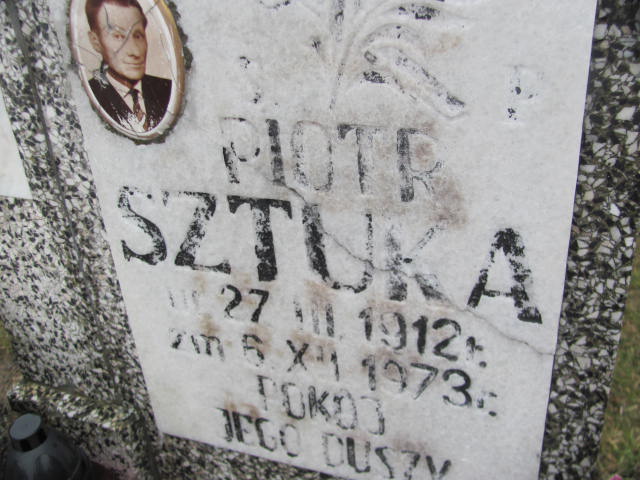 Ś P
PIOTR
SZTUKA
ur 27 III 1912 r.
zm 6. XII 1973 r.
POKÓJ
JEGO DUSZY